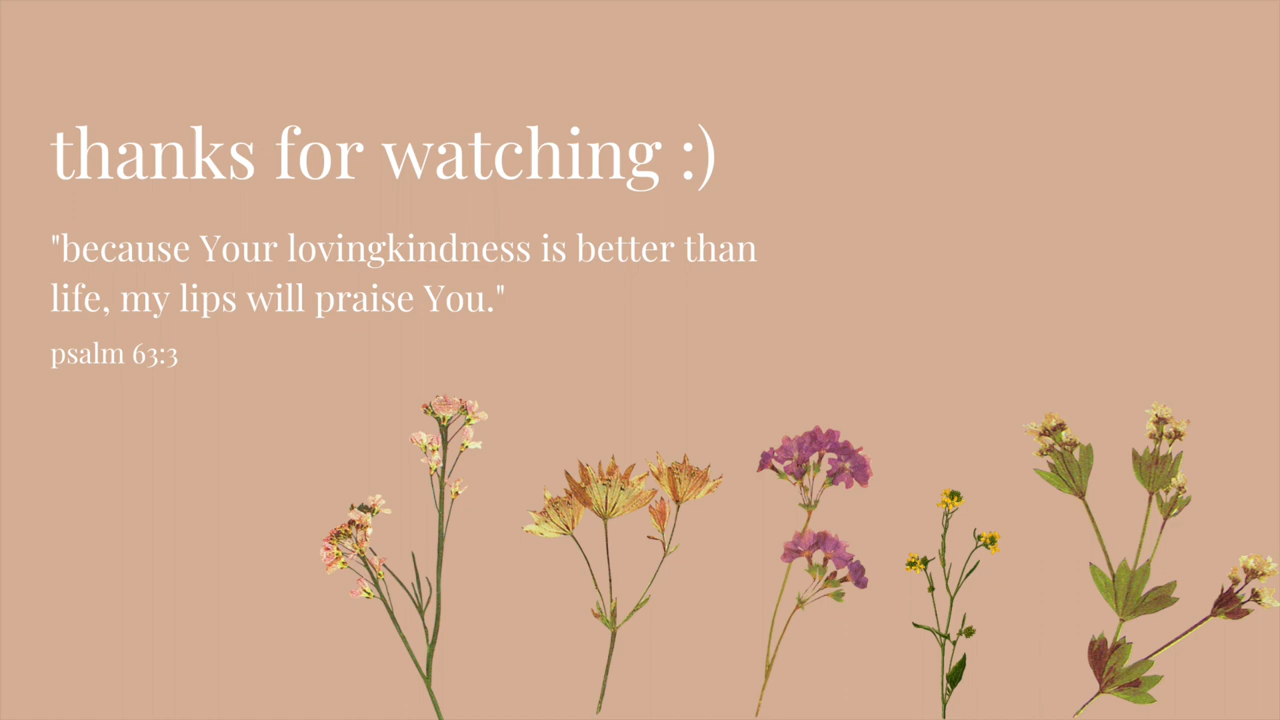 thanks for watching :)
"because Your lovingkindness is better than
life, my lips will praise You."
psalm 63:3